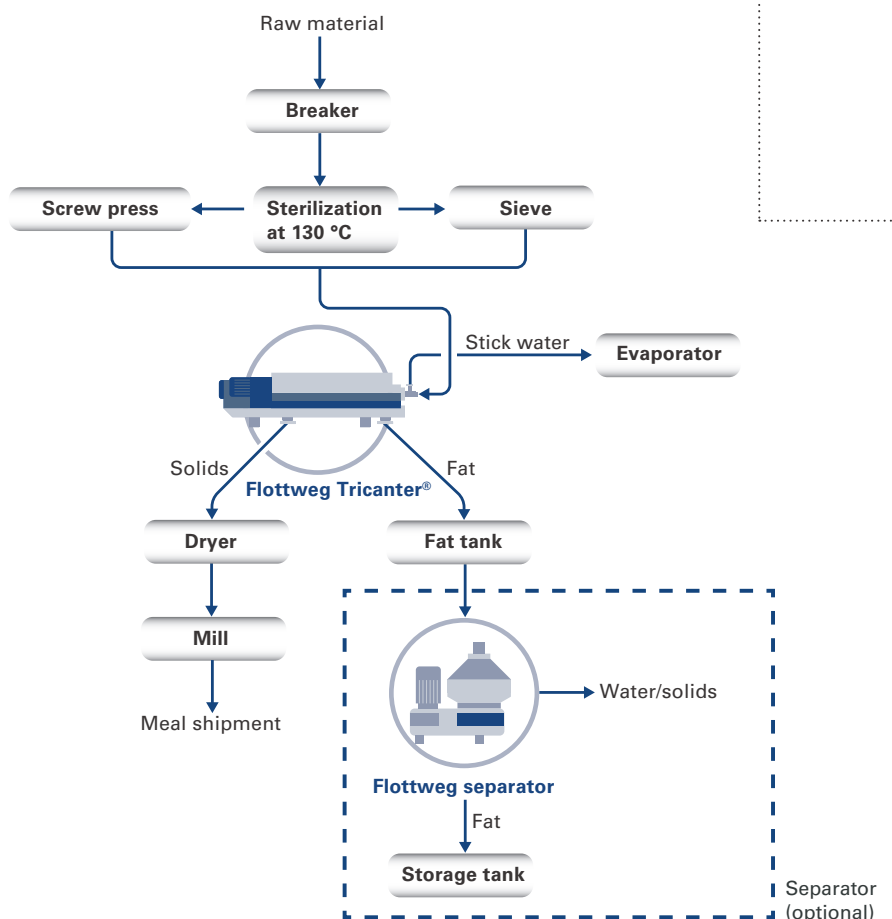 Raw material
Breaker
Screw press
Sterilization
at 130 °C
Sieve
Stick water
Evaporator
Solids
Fat
Flottweg Tricanter®
Dryer
Fat tank
Mill
Water/solids
Meal shipment
Flottweg separator
Fat
Storage tank
Separator
(optional)